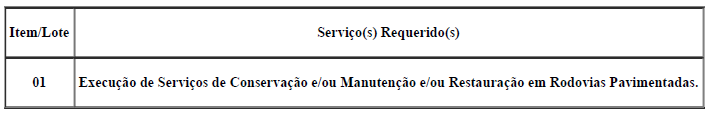 Item/Lote Serviço(s) Requerido(s)
01 Execução de Serviços de Conservação e/ou Manutenção e/ou Restauração em Rodovias Pavimentadas.